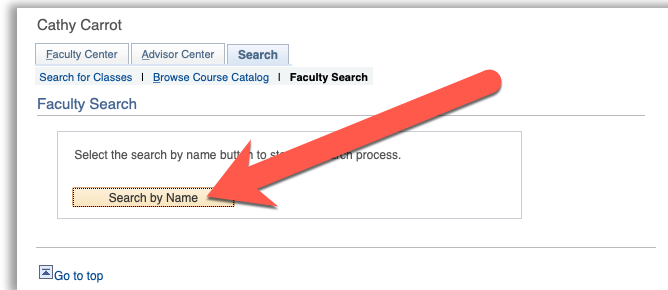 Cathy Carrot
Faculty Center Advisor Center Search
Search for Classes | Browse Course Catalog | Faculty Search
Faculty Search
Select the search by name button to process.
Search by Name
Go to top